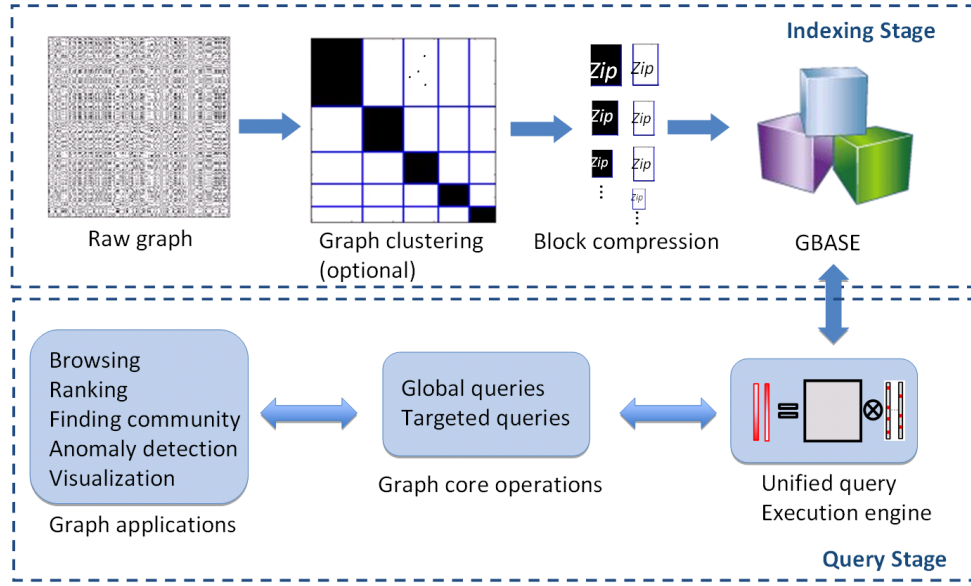 Indexing Stage
Zip Zip
Zip Zip
Zip Zip
Zip
Raw graph
Graph clustering
(optional)
Block compression
GBASE
Browsing
Ranking
Finding community
Anomaly detection
Visualization
Graph applications
Global queries
Targeted queries
Graph core operations
Unified query
Execution engine
Query Stage